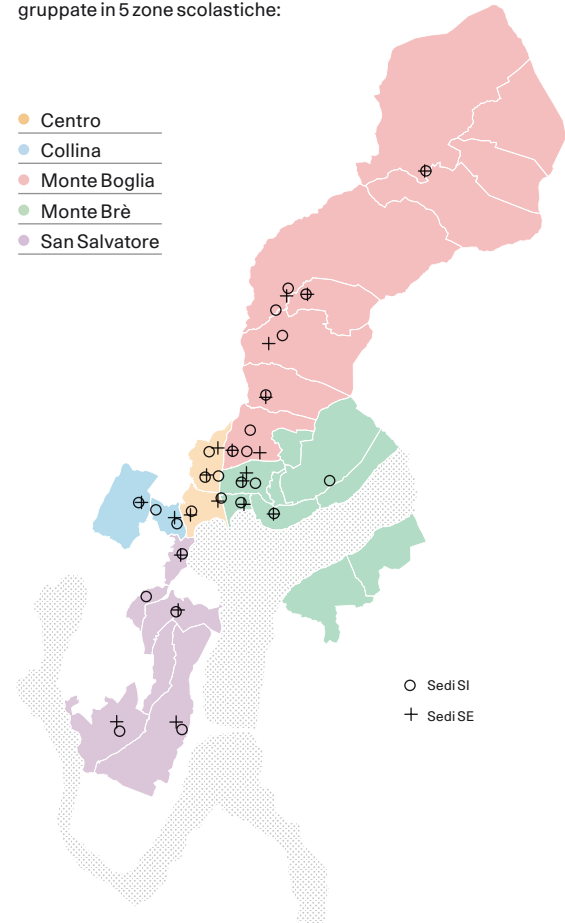 gruppate in 5 zone scolastiche:
Centro
Collina
Monte Boglia
Monte Brè
San Salvatore
Sedi SI
Sedi SE